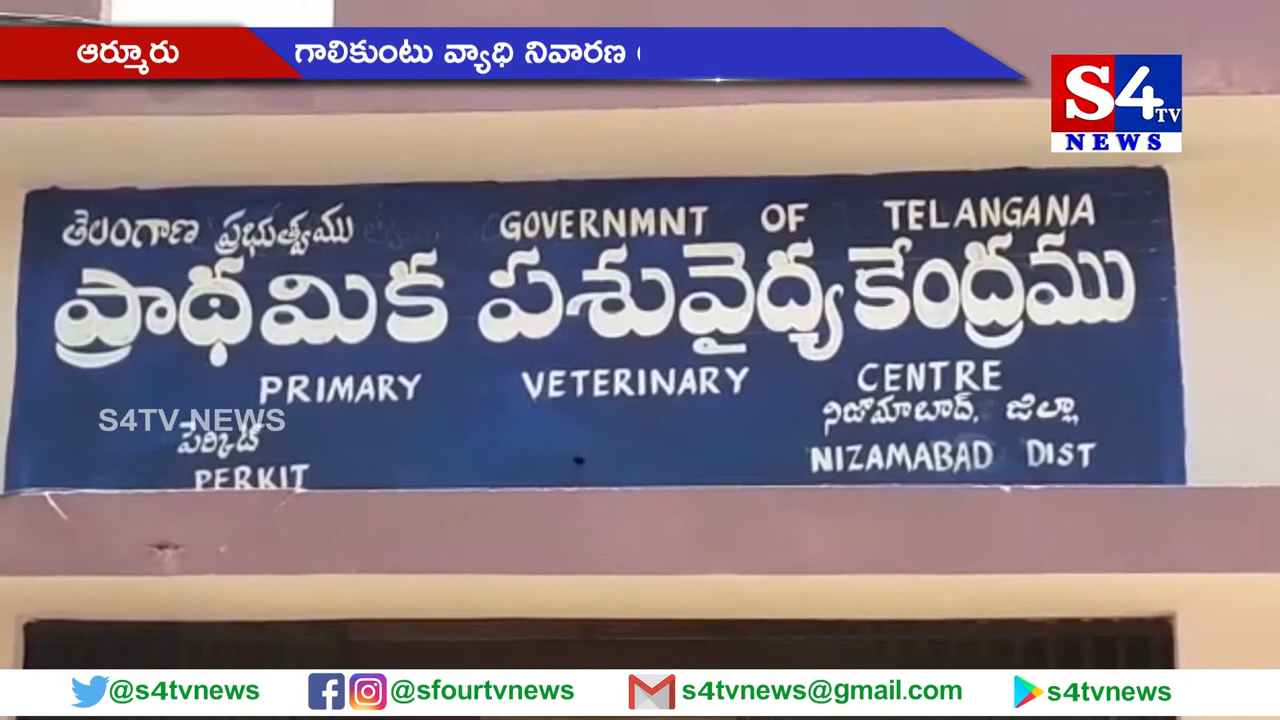 ఆర్మూరు
గాలికుంటు వ్యాధి నివారణ
S4 TV
NEWS
తెలంగాణ ప్రభుత్వము GOVERNMNT OF TELANGANA
ప్రాథమిక పశువైద్యకేంద్రము
PRIMARY VETERINARY CENTRE
S4TV NEWS
పెర్కిట్ నిజామాబాద్, జిల్లా
PERKIT NIZAMABAD DIST
@s4tvnews @sfourtvnews s4tvnews@gmail.com s4tvnews